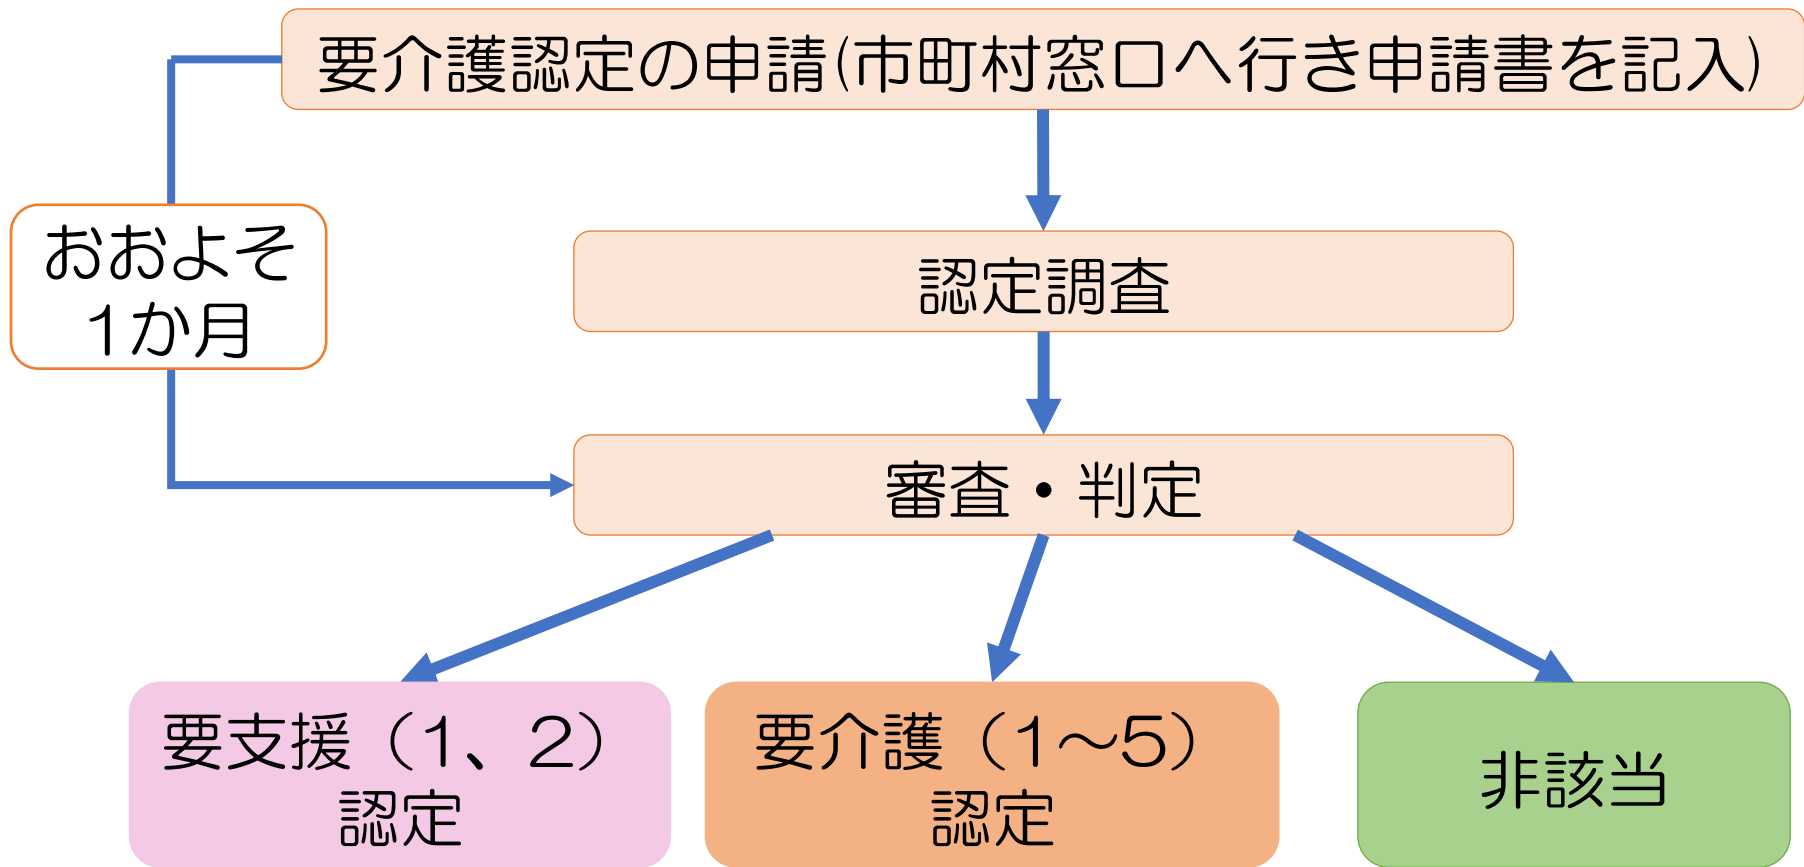 要介護認定の申請(市町村窓口へ行き申請書を記入)
おおよそ
1か月
認定調査
審査・判定
要支援（1、2）
認定
要介護（1～5）
認定
非該当